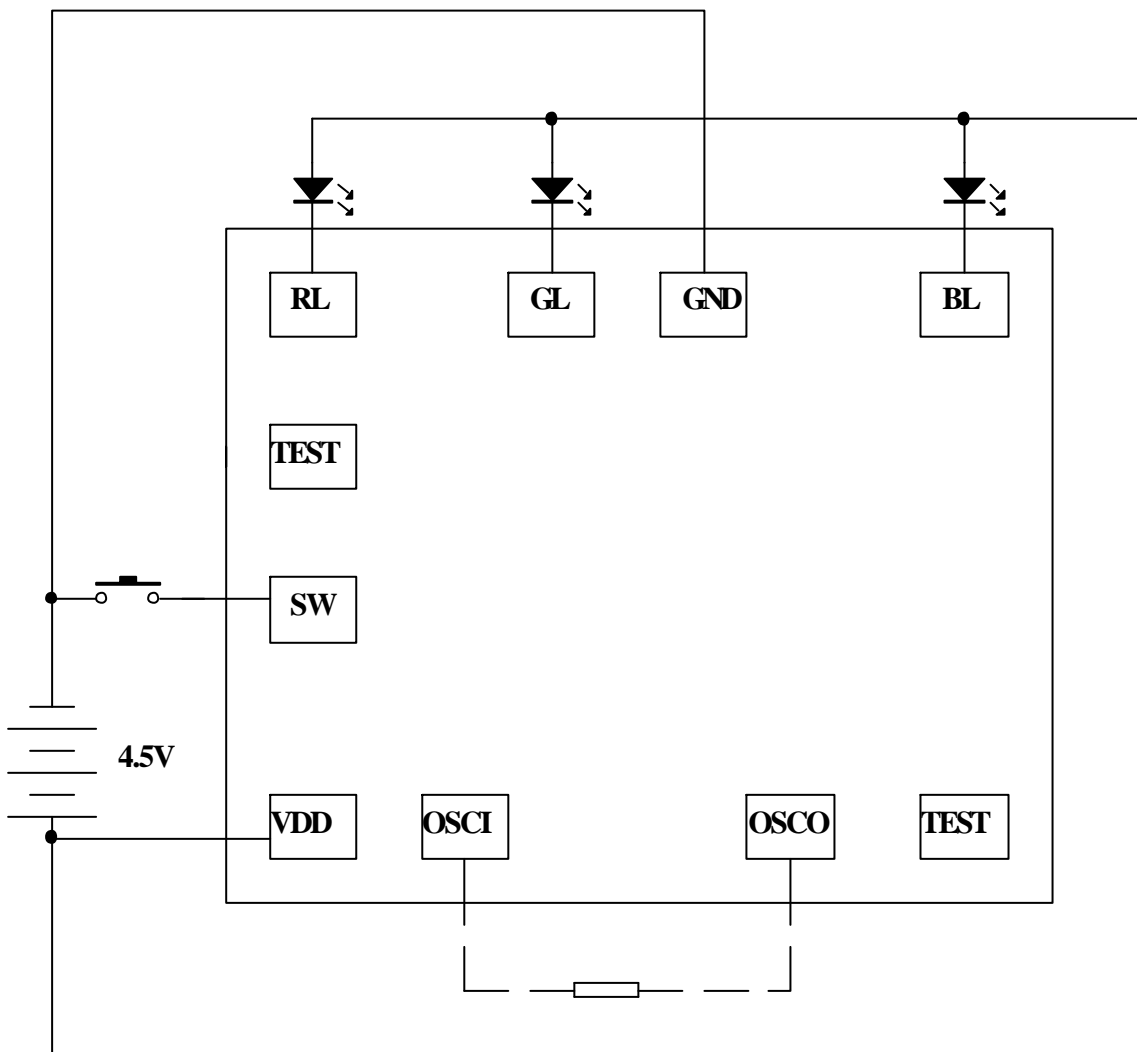 RL
GL
GND
BL
TEST
SW
4.5V
VDD
OSCI
OSCO
TEST